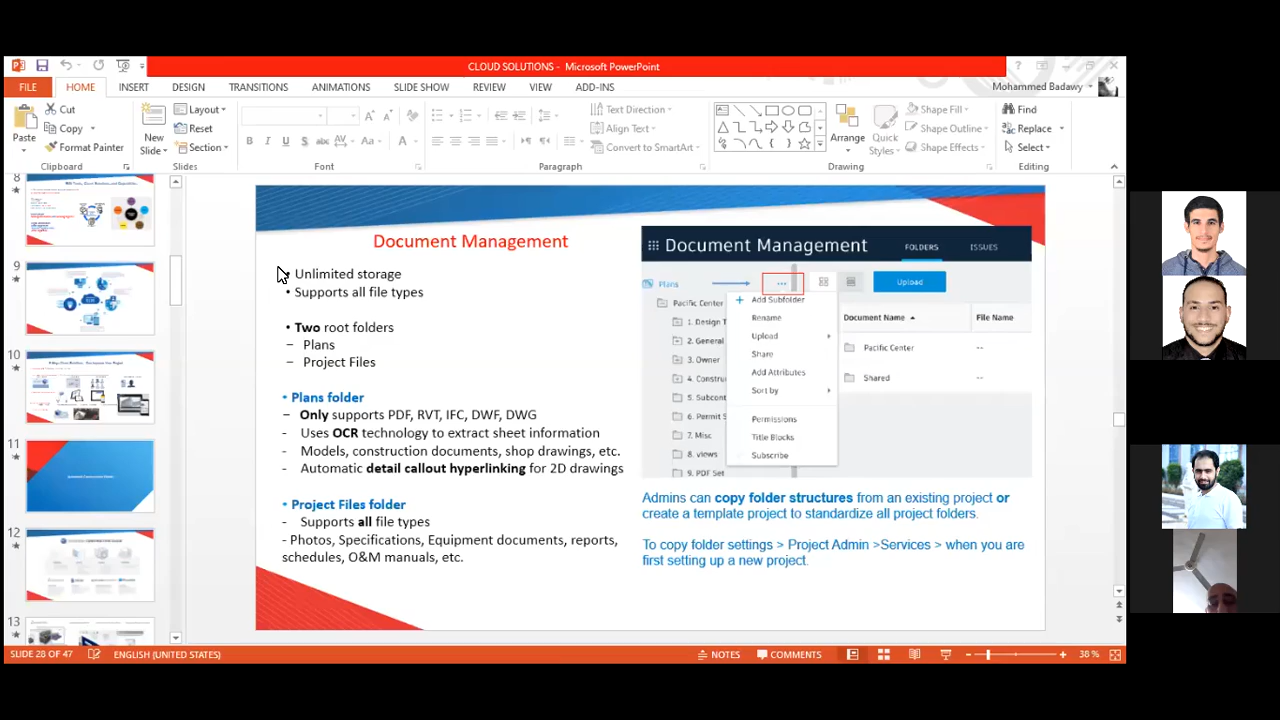 CLOUD SOLUTIONS - Microsoft PowerPoint
FILE HOME INSERT DESIGN TRANSITIONS ANIMATIONS SLIDE SHOW REVIEW VIEW ADD-INS
Mohammed Badawy
Paste
Cut
Copy
Format Painter
Clipboard
New
Slide
Layout
Reset
Section
Slides
Font
Text Direction
Align Text
Convert to SmartArt
Paragraph
Arrange
Quick
Styles
Shape Fill
Shape Outline
Shape Effects
Drawing
Find
Replace
Select
Editing
8
9
10
11
12
13
Document Management
• Unlimited storage
• Supports all file types
• Two root folders
– Plans
– Project Files
• Plans folder
– Only supports PDF, RVT, IFC, DWF, DWG
- Uses OCR technology to extract sheet information
- Models, construction documents, shop drawings, etc.
- Automatic detail callout hyperlinking for 2D drawings
• Project Files folder
- Supports all file types
- Photos, Specifications, Equipment documents, reports,
schedules, O&M manuals, etc.
Document Management
FOLDERS
ISSUES
Plans
...
Upload
Pacific Center
1. Design T
2. General
3. Owner
4. Constru
5. Subcont
6. Permit S
7. Misc
8. views
9. PDF Set
+ Add Subfolder
Rename
Upload
Share
Add Attributes
Sort by
Permissions
Title Blocks
Subscribe
Document Name
File Name
Pacific Center
--
Shared
--
Admins can copy folder structures from an existing project or
create a template project to standardize all project folders.
To copy folder settings > Project Admin >Services > when you are
first setting up a new project.
SLIDE 28 OF 47
ENGLISH (UNITED STATES)
NOTES
COMMENTS
38 %